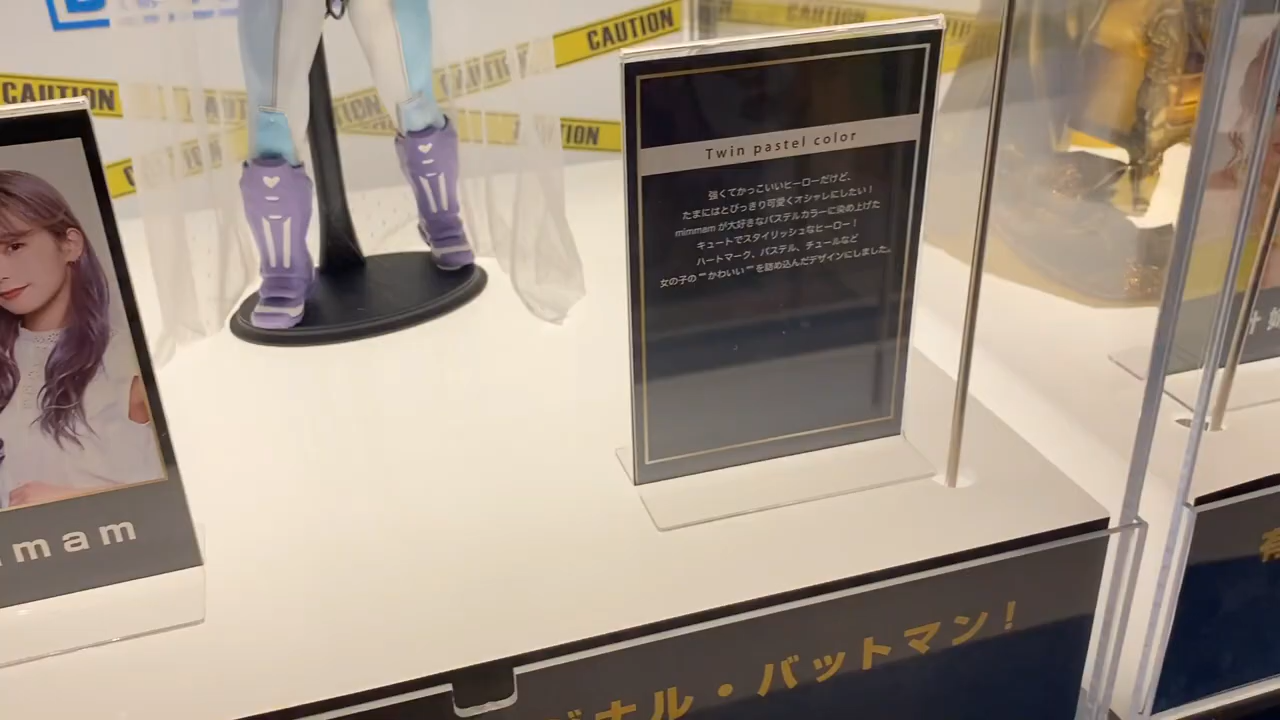 CAUTION
CAUTION
CAUTION
Twin pastel color
強くてかっこいいヒーローだけど、
たまにはとびっきり可愛くオシャレにしたい！
mimmam が大好きなパステルカラーに染め上げた
キュートでスタイリッシュなヒーロー！
ハートマーク、パステル、チュールなど
女の子の""かわいい""を詰め込んだデザインにしました。
mam
ジナル・バットマン！